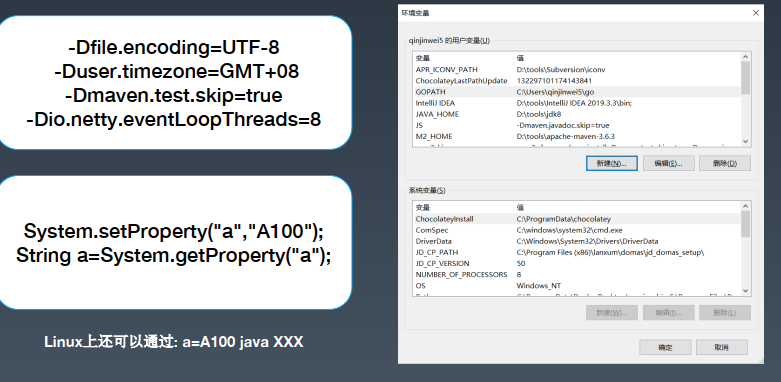 -Dfile.encoding=UTF-8
-Duser.timezone=GMT+08
-Dmaven.test.skip=true
-Dio.netty.eventLoopThreads=8
System.setProperty("a","A100");
String a=System.getProperty("a");
Linux上还可以通过: a=A100 java XXX
环境变量
qinjinwei5 的用户变量(U)
变量 值
APR_ICONV_PATH D:\tools\Subversion\iconv
ChocolateyLastPathUpdate 132297101174143841
GOPATH C:\Users\qinjinwei5\go
IntelliJ IDEA D:\tools\IntelliJ IDEA 2019.3.3\bin;
JAVA_HOME D:\tools\jdk8
JS -Dmaven.javadoc.skip=true
M2_HOME D:\tools\apache-maven-3.6.3
新建(N)... 编辑(E)... 删除(D)
系统变量(S)
变量 值
ChocolateyInstall C:\ProgramData\chocolatey
ComSpec C:\windows\system32\cmd.exe
DriverData C:\Windows\System32\Drivers\DriverData
JD_CP_PATH C:\Program Files (x86)\lanxum\domas\jd_domas_setup\
JD_CP_VERSION 50
NUMBER_OF_PROCESSORS 8
OS Windows_NT
新建(W)... 编辑(I)... 删除(L)
确定 取消